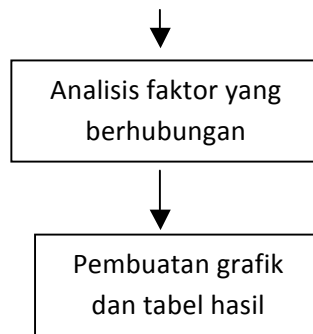 Analisis faktor yang
berhubungan
Pembuatan grafik
dan tabel hasil